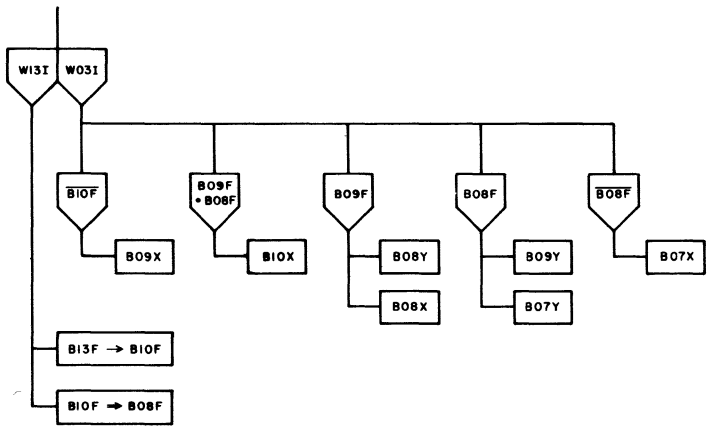 W13I W03I
B10F
B09F
• B08F
B09F
B08F
B08F
B09X
B10X
B08Y
B09Y
B07X
B08X
B07Y
B13F → B10F
B10F → B08F